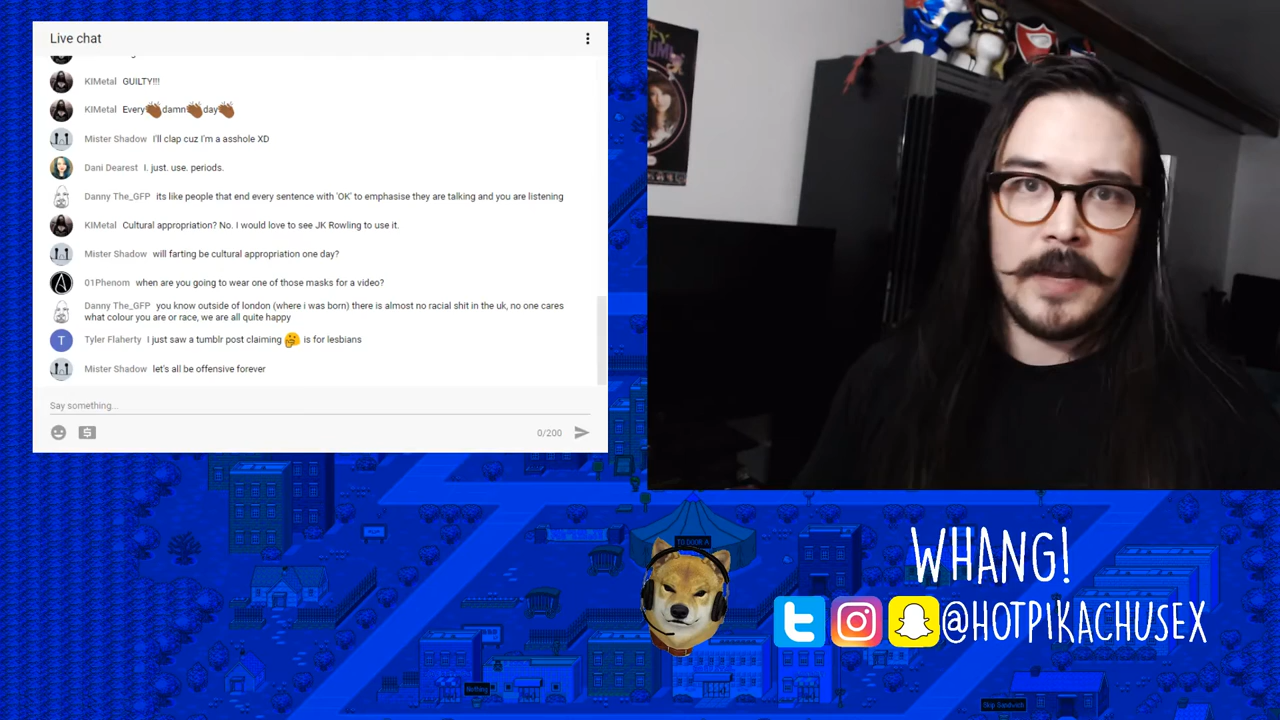 Live chat
KIMetal GUILTY!!!
KIMetal Every👏🏾damn👏🏾day👏🏾
Mister Shadow I'll clap cuz I'm a asshole XD
Dani Dearest I. just. use. periods.
Danny The_GFP its like people that end every sentence with 'OK' to emphasise they are talking and you are listening
KIMetal Cultural appropriation? No. I would love to see JK Rowling to use it.
Mister Shadow will farting be cultural appropriation one day?
01Phenom when are you going to wear one of those masks for a video?
Danny The_GFP you know outside of london (where i was born) there is almost no racial shit in the uk, no one cares
what colour you are or race, we are all quite happy
T Tyler Flaherty I just saw a tumblr post claiming 🤔 is for lesbians
Mister Shadow let's all be offensive forever
Say something...
0/200
TO DOOR A
WHANG!
@HOTPIKACHUSEX
Nothing
Skip Sandwich